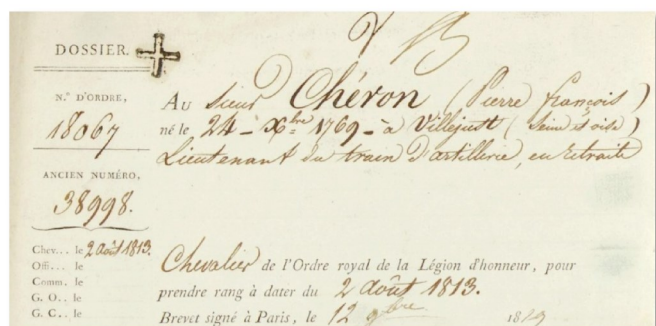 DOSSIER.
N.º D'ORDRE,
18067
ANCIEN NUMÉRO,
38998.
Chev... le 2 août 1813.
Offi... le
Comm. le
G. O.. le
G. C.. le
Au Sieur Chéron (Pierre françois)
né le 24 - Xbre 1769 - à Villejust (Seine et oise)
Lieutenant du train d'artillerie, en retraite
Chevalier de l'Ordre royal de la Légion d'honneur, pour
prendre rang à dater du 2 août 1813.
Brevet signé à Paris, le 12 9bre 1819